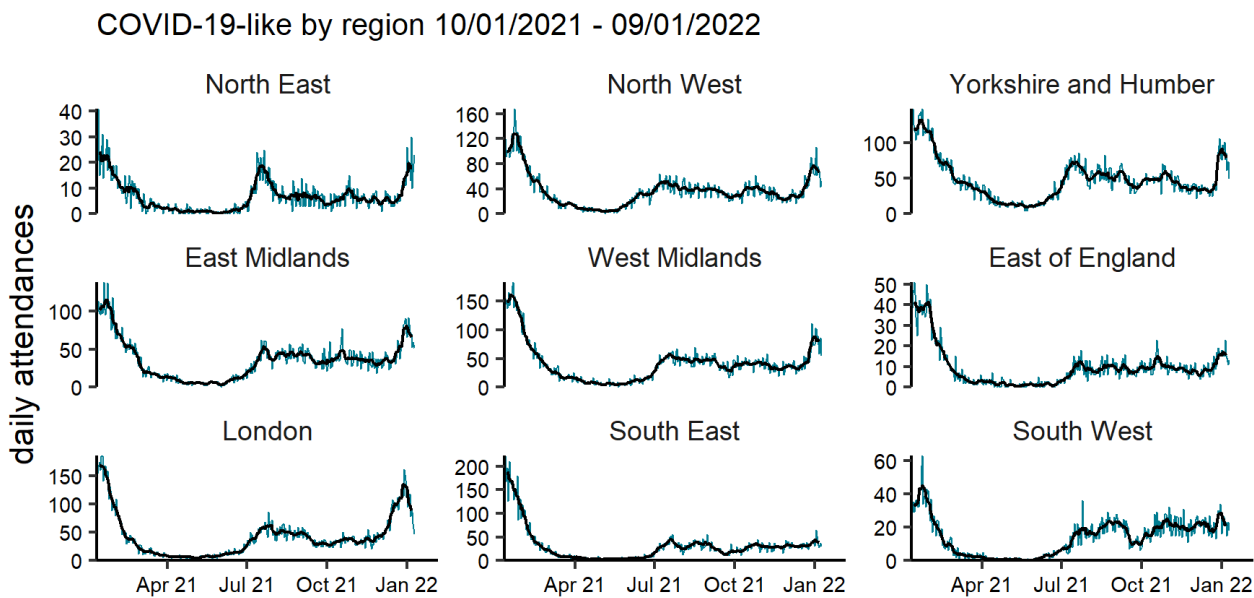 COVID-19-like by region 10/01/2021 - 09/01/2022
daily attendances
North East
40
30
20
10
0
North West
160
120
80
40
0
Yorkshire and Humber
100
50
0
East Midlands
100
50
0
West Midlands
150
100
50
0
East of England
50
40
30
20
10
0
London
150
100
50
0
Apr 21 Jul 21 Oct 21 Jan 22
South East
200
150
100
50
0
Apr 21 Jul 21 Oct 21 Jan 22
South West
60
40
20
0
Apr 21 Jul 21 Oct 21 Jan 22